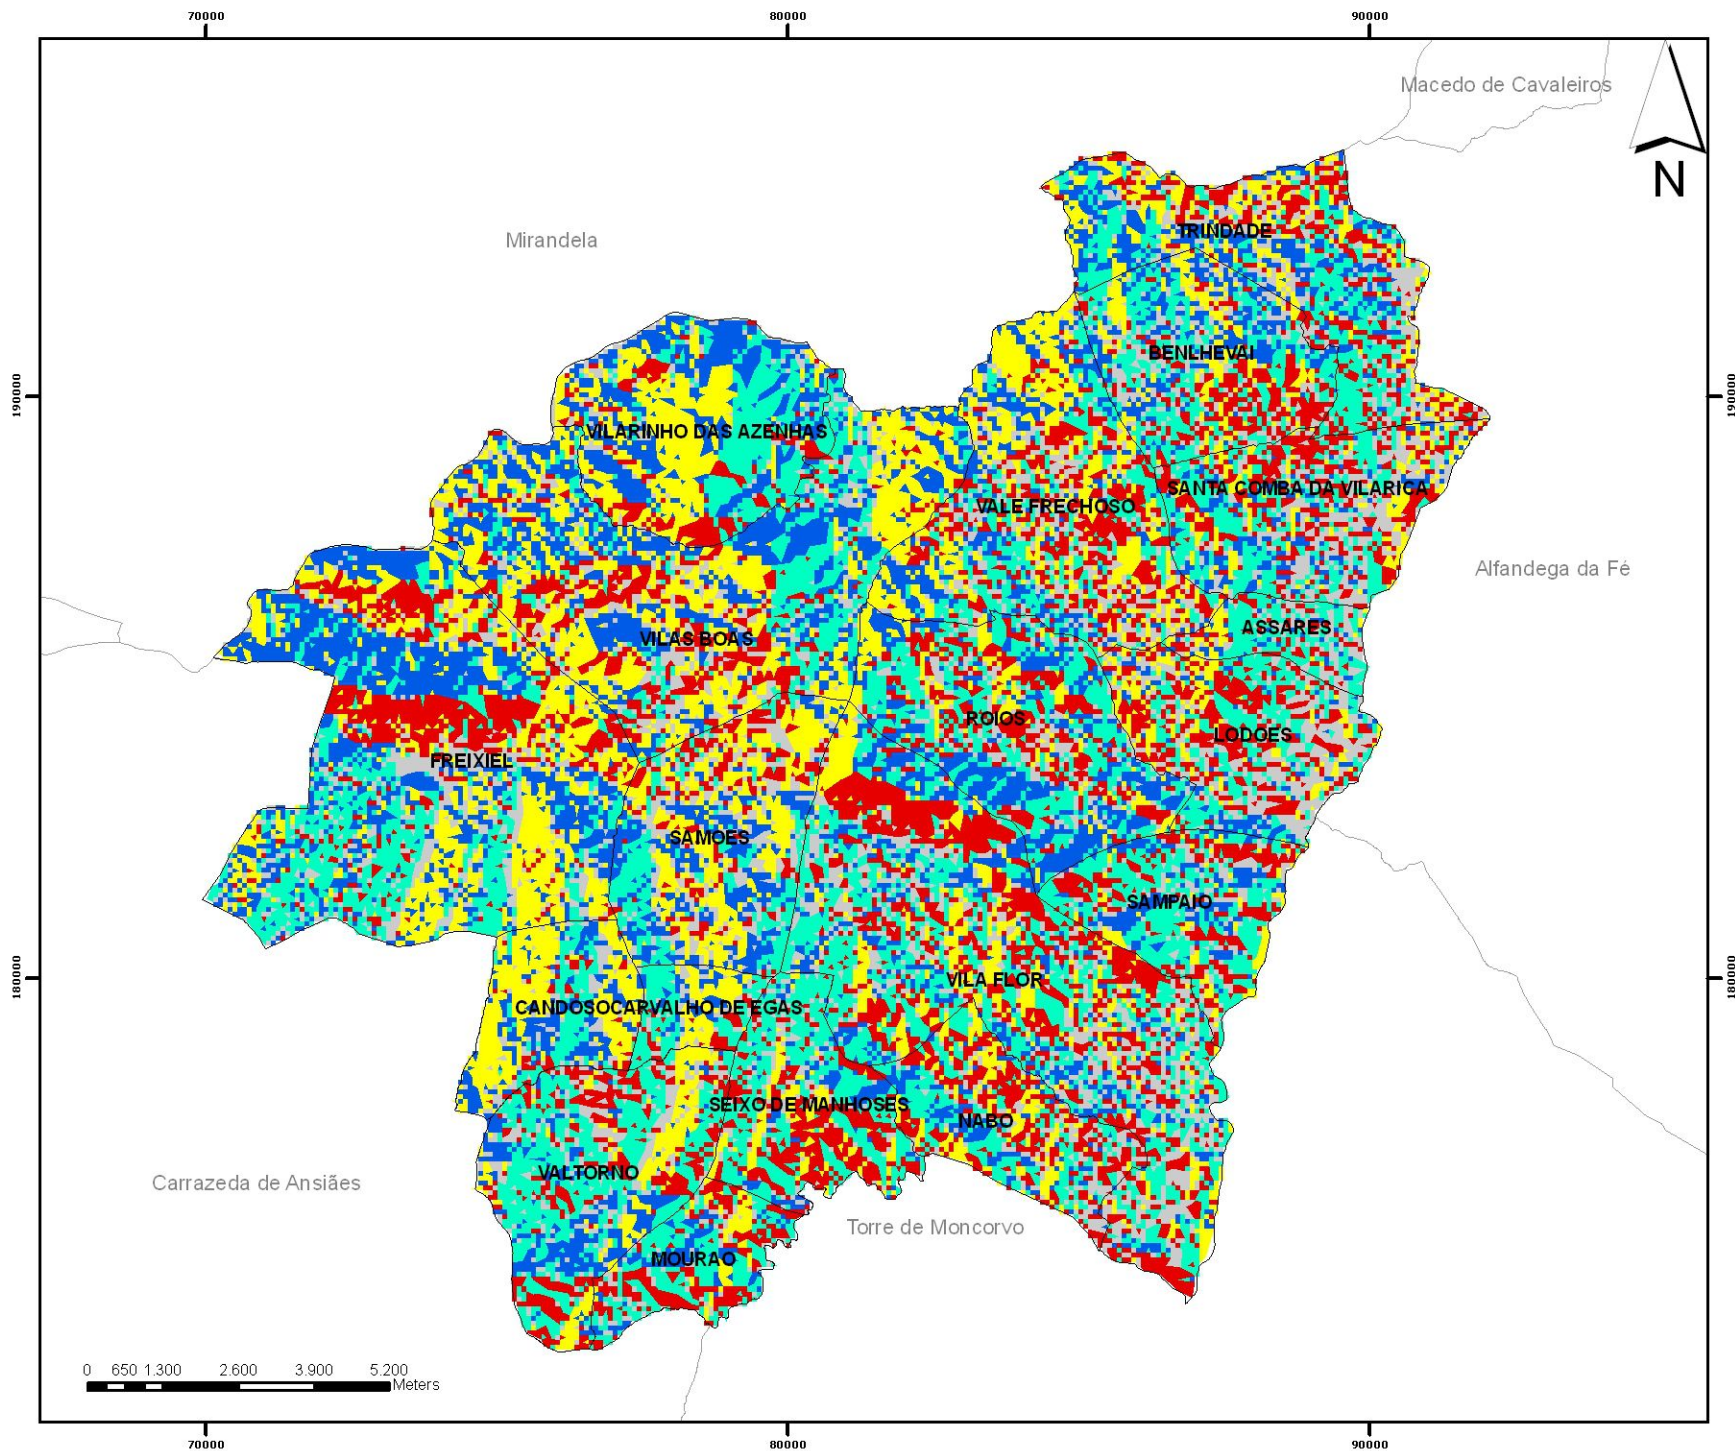 70000 80000 90000
Macedo de Cavaleiros
N
Mirandela
TRINDADE
BENLHEVAI
190000 190000
VILARINHO DAS AZENHAS
SANTA COMBA DA VILARICA
VALE FRECHOSO
Alfandega da Fé
ASSARES
VILAS BOAS
ROIOS
LODOES
FREIXIEL
SAMOES
SAMPAIO
180000 180000
VILA FLOR
CANDOSO CARVALHO DE EGAS
SEIXO DE MANHOSES
NABO
VALTORNO
Carrazeda de Ansiães
Torre de Moncorvo
MOURAO
0 650 1.300 2.600 3.900 5.200
Meters
70000 80000 90000